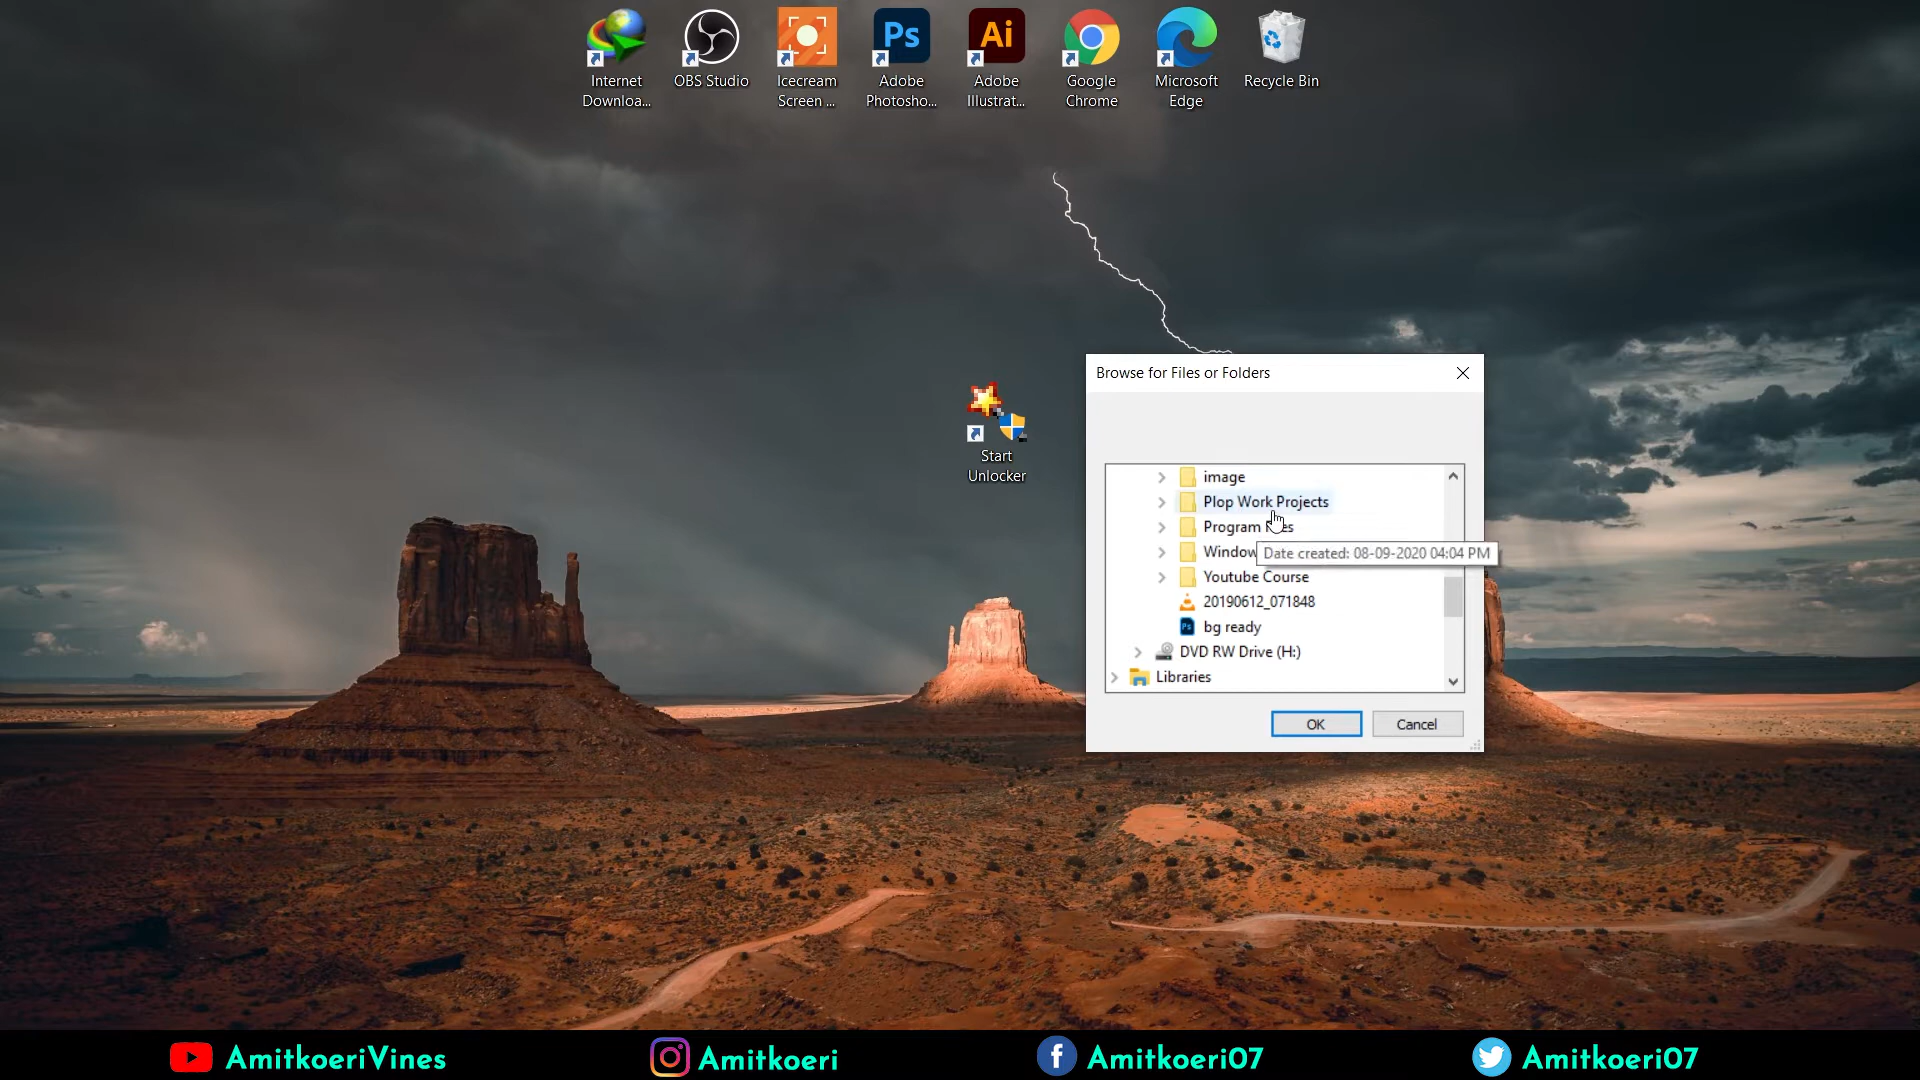 Internet
Downloa...
OBS Studio
Icecream
Screen ...
Ps
Adobe
Photosho...
Ai
Adobe
Illustrat...
Google
Chrome
Microsoft
Edge
Recycle Bin
Start
Unlocker
Browse for Files or Folders
image
Plop Work Projects
Program
Window
Date created: 08-09-2020 04:04 PM
Youtube Course
20190612_071848
Ps
bg ready
DVD RW Drive (H:)
Libraries
OK
Cancel
AmitkoeriVines
Amitkoeri
Amitkoeri07
Amitkoeri07